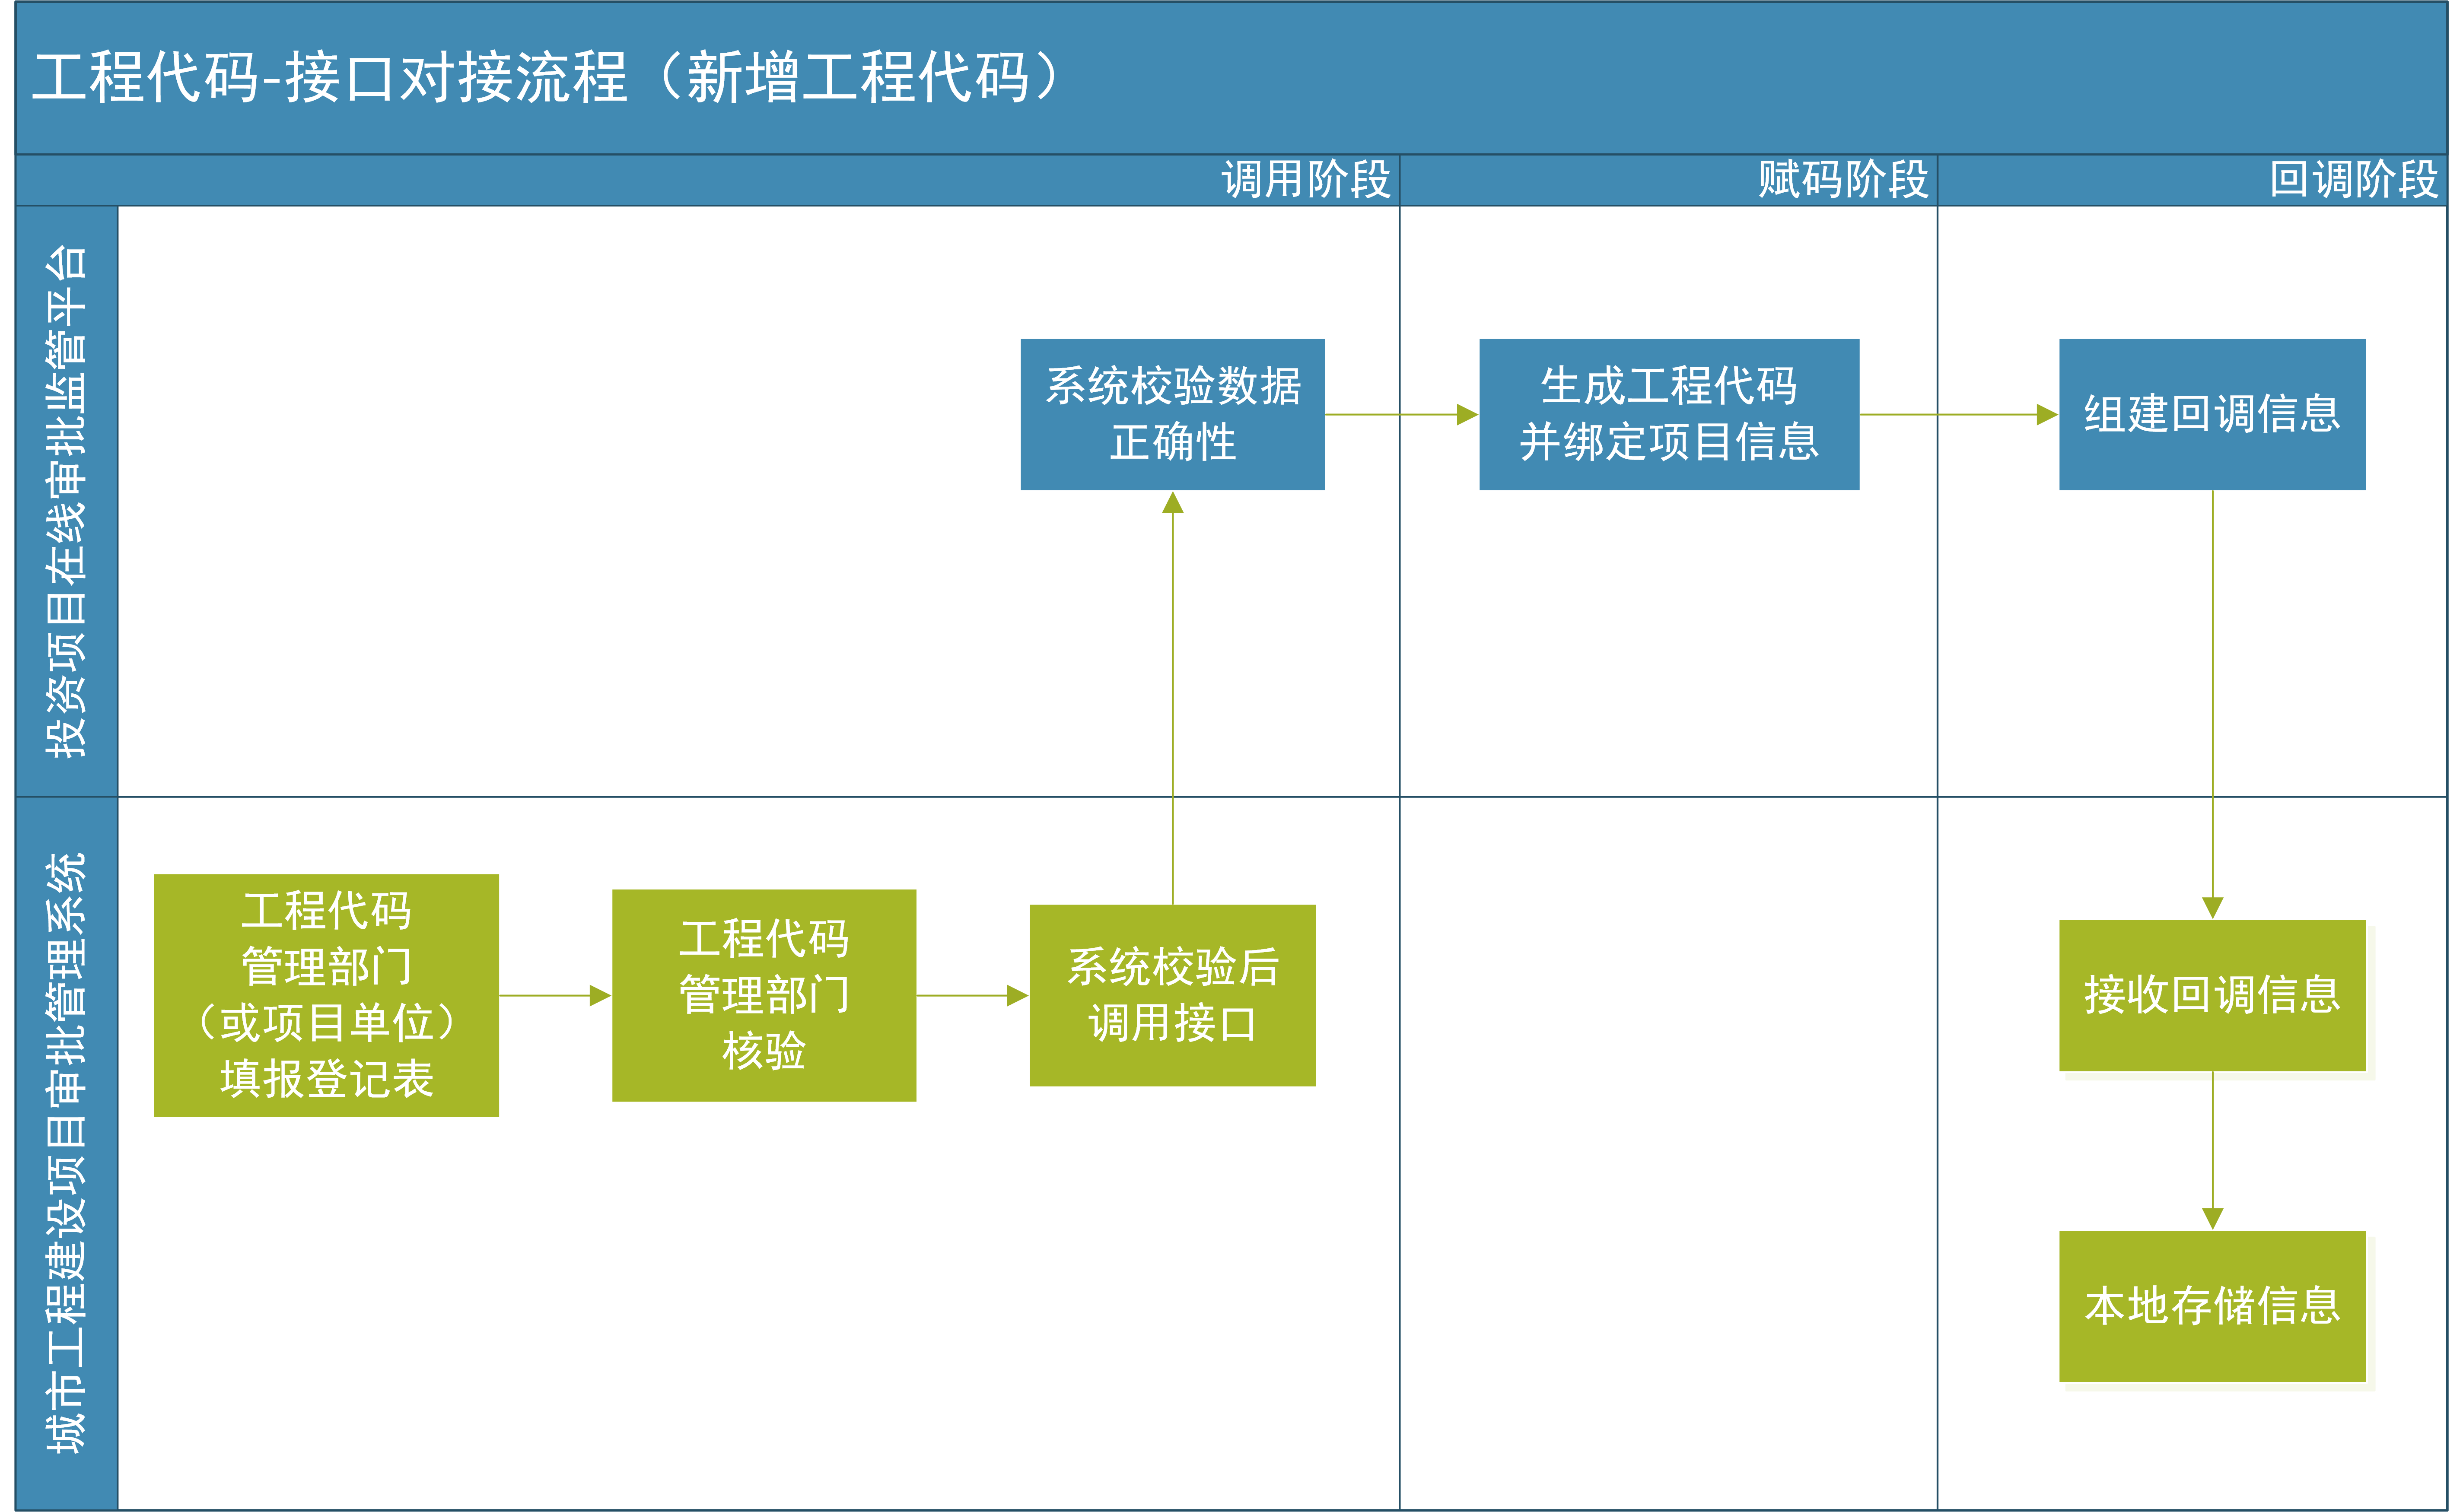 工程代码-接口对接流程（新增工程代码）
调用阶段
赋码阶段
回调阶段
投资项目在线审批监管平台
系统校验数据
正确性
生成工程代码
并绑定项目信息
组建回调信息
城市工程建设项目审批管理系统
工程代码
管理部门
（或项目单位）
填报登记表
工程代码
管理部门
核验
系统校验后
调用接口
接收回调信息
本地存储信息